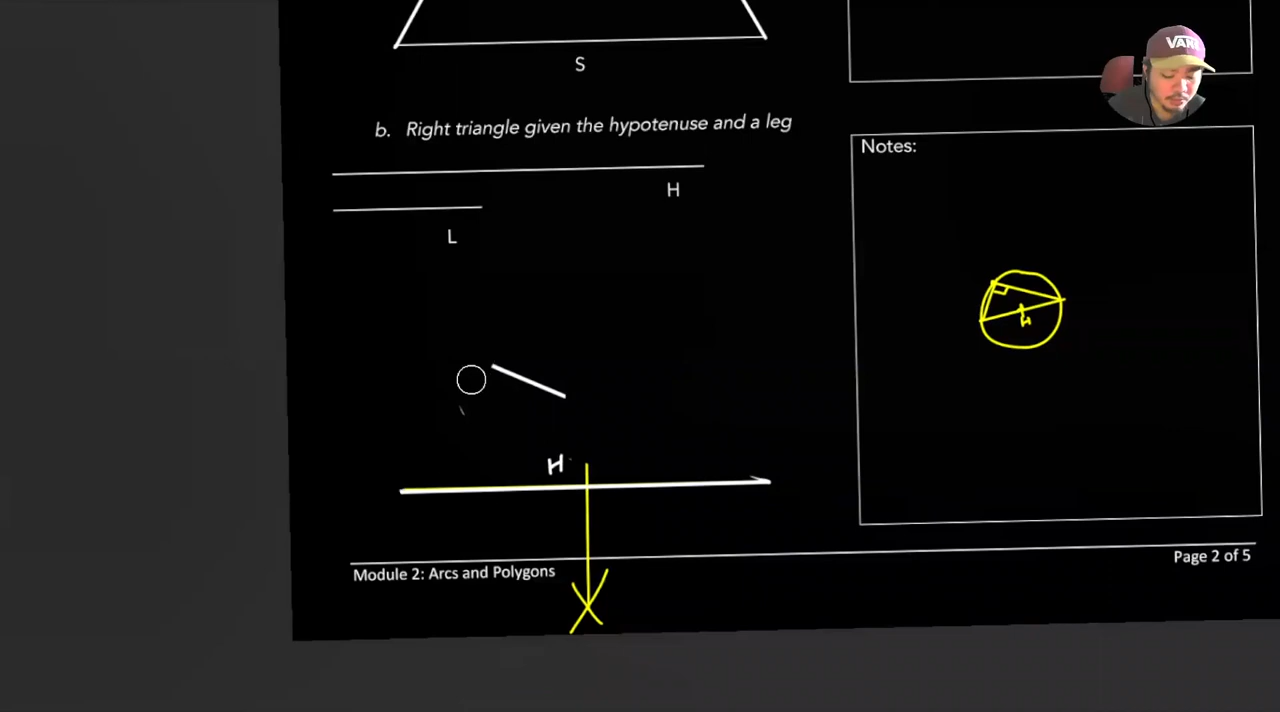 S
b. Right triangle given the hypotenuse and a leg
H
L
H
Module 2: Arcs and Polygons
Notes:
H
Page 2 of 5
VANS